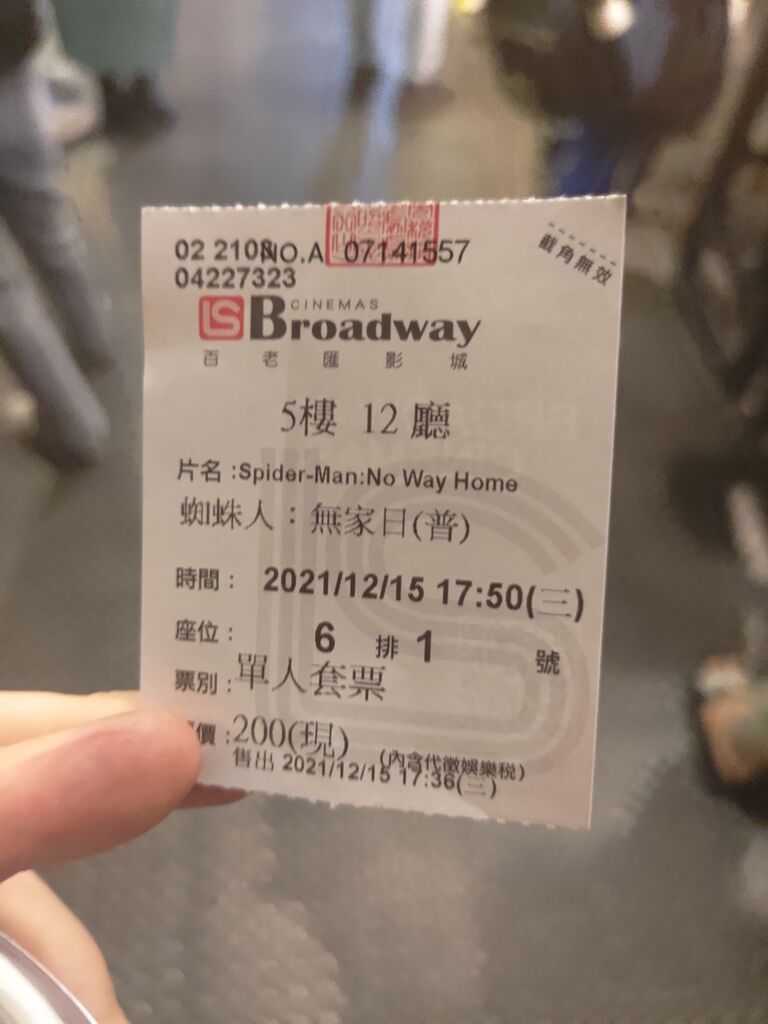 02 2108 NO.A 07141557
04227323
截角無效
LS CINEMAS
Broadway
百老匯影城
5樓 12廳
片名:Spider-Man:No Way Home
蜘蛛人:無家日(普)
時間: 2021/12/15 17:50(三)
座位: 6 排 1 號
票別:單人套票
價:200(現)
(內含代徵娛樂稅)
售出 2021/12/15 17:36(三)